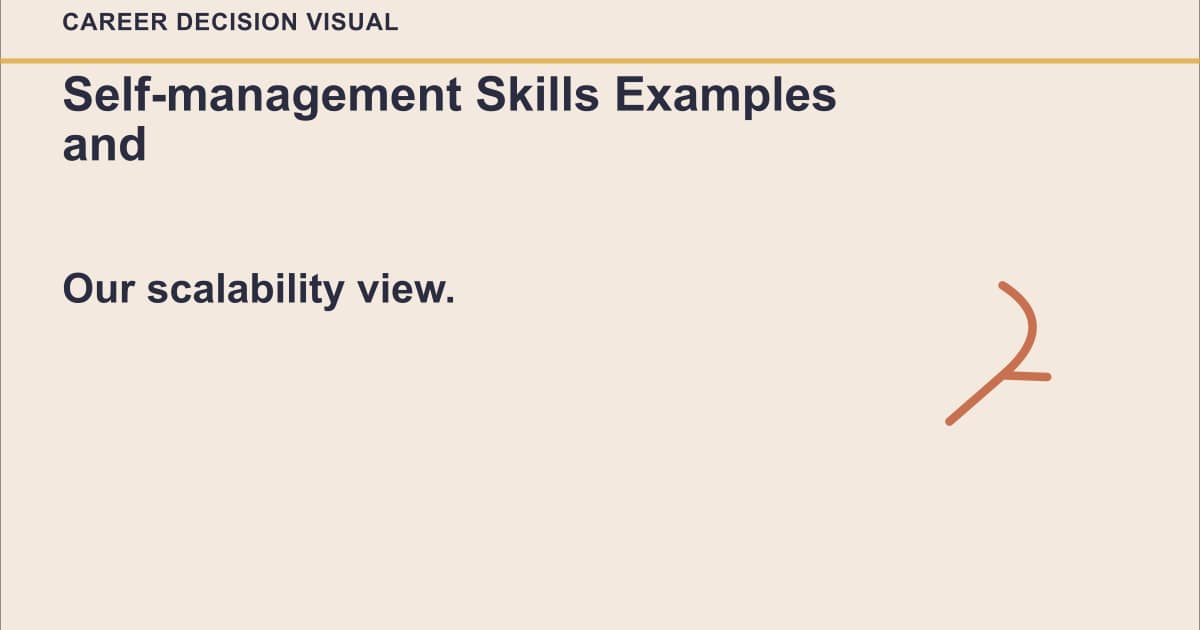 CAREER DECISION VISUAL
Self-management Skills Examples
and
Our scalability view.